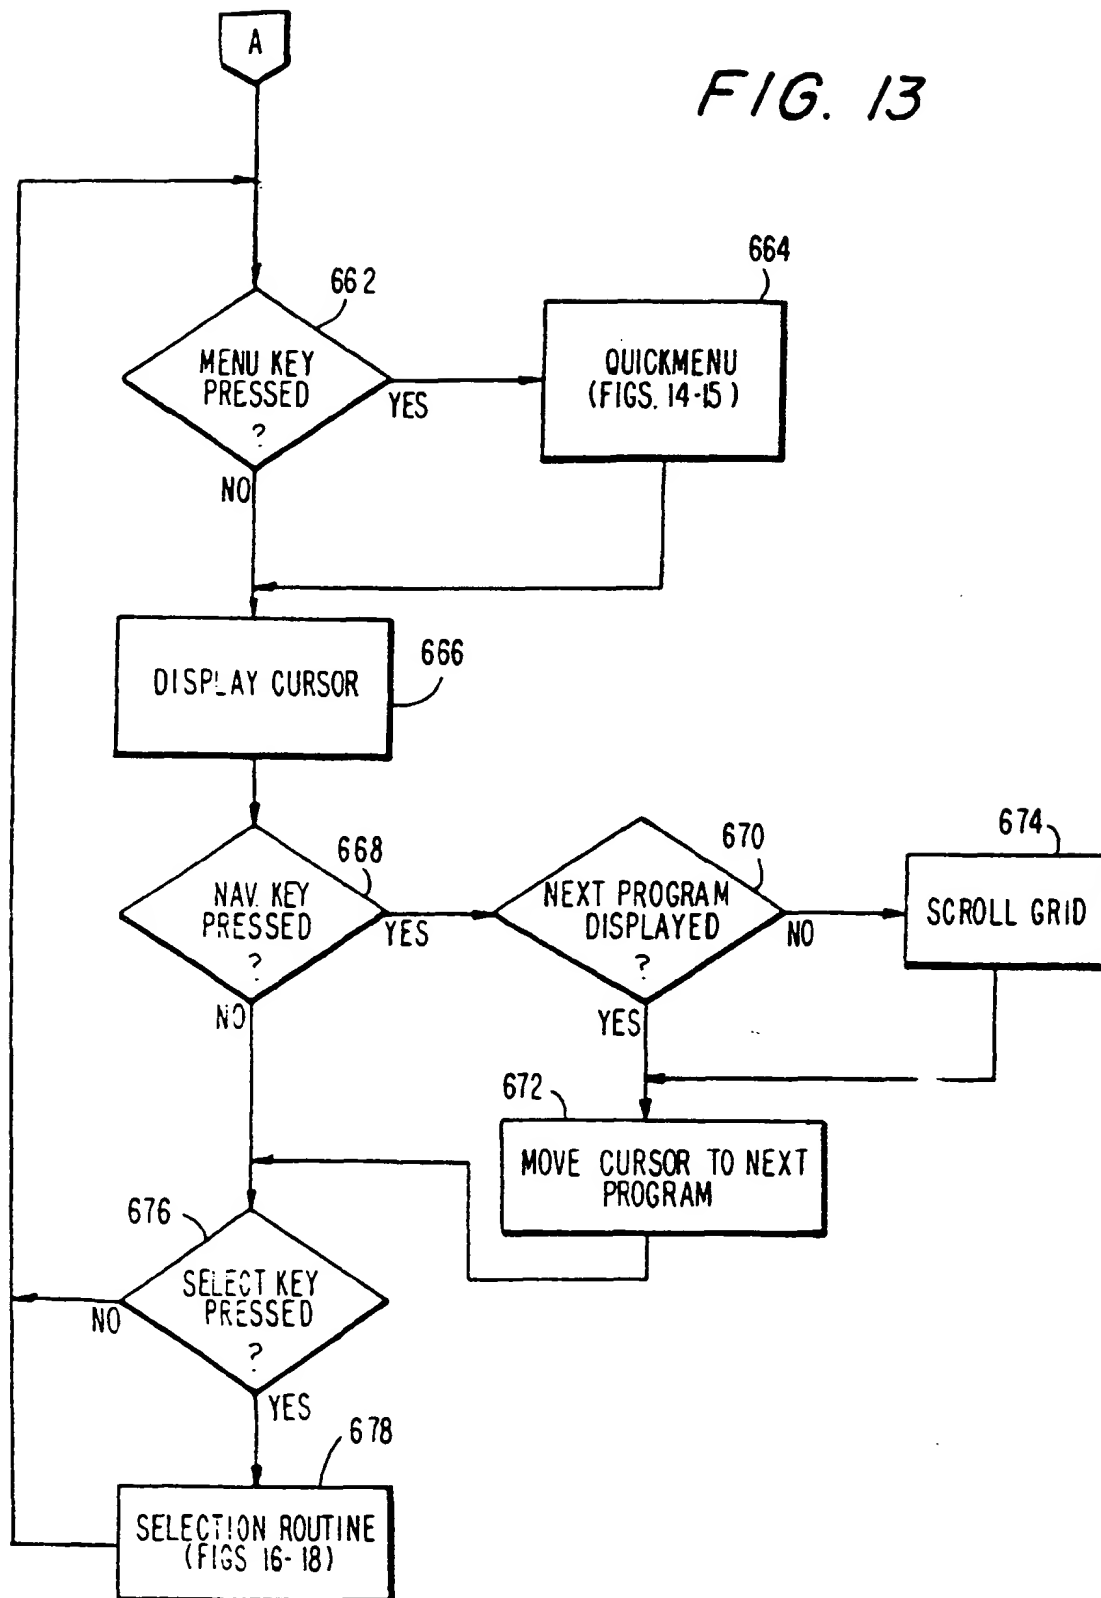 A
FIG. 13
662
664
MENU KEY
PRESSED
?
YES
NO
QUICKMENU
(FIGS. 14-15)
DISPLAY CURSOR
666
668
NAV. KEY
PRESSED
?
YES
NO
670
NEXT PROGRAM
DISPLAYED
?
NO
YES
674
SCROLL GRID
672
MOVE CURSOR TO NEXT
PROGRAM
676
SELECT KEY
PRESSED
?
NO
YES
678
SELECTION ROUTINE
(FIGS 16-18)